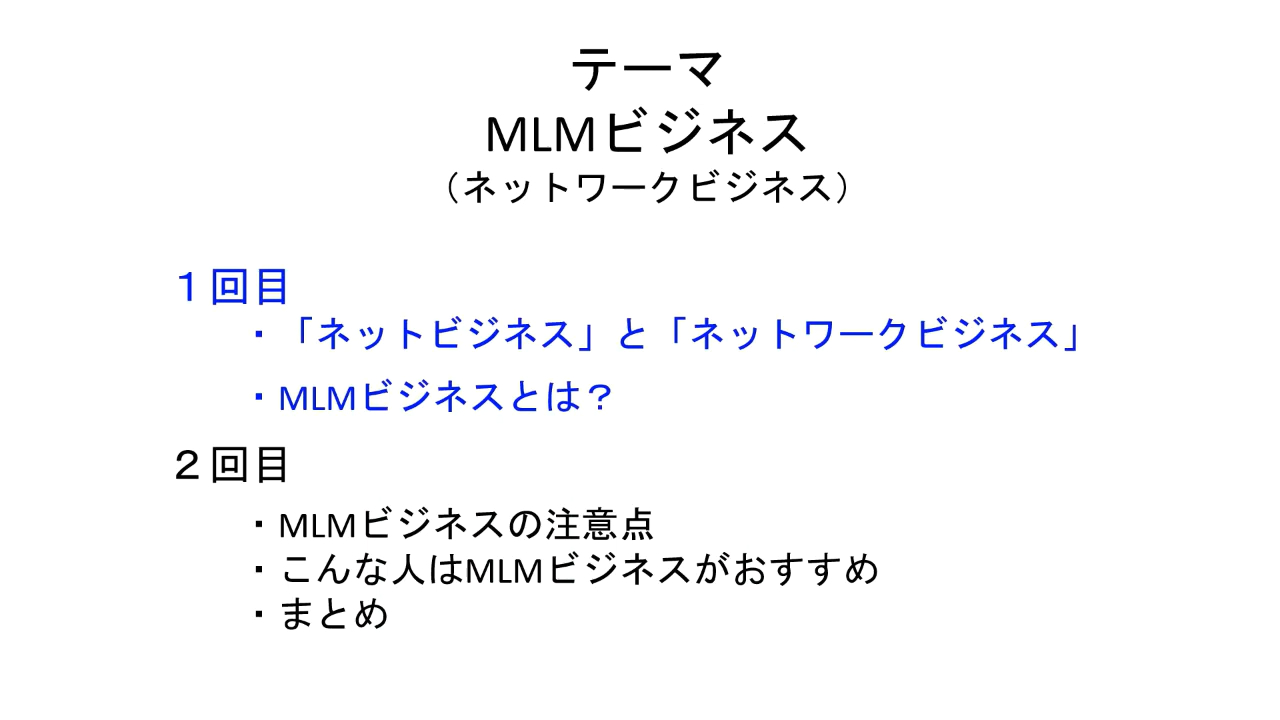 テーマ
MLMビジネス
（ネットワークビジネス）
１回目
・「ネットビジネス」と「ネットワークビジネス」
・MLMビジネスとは？
２回目
・MLMビジネスの注意点
・こんな人はMLMビジネスがおすすめ
・まとめ